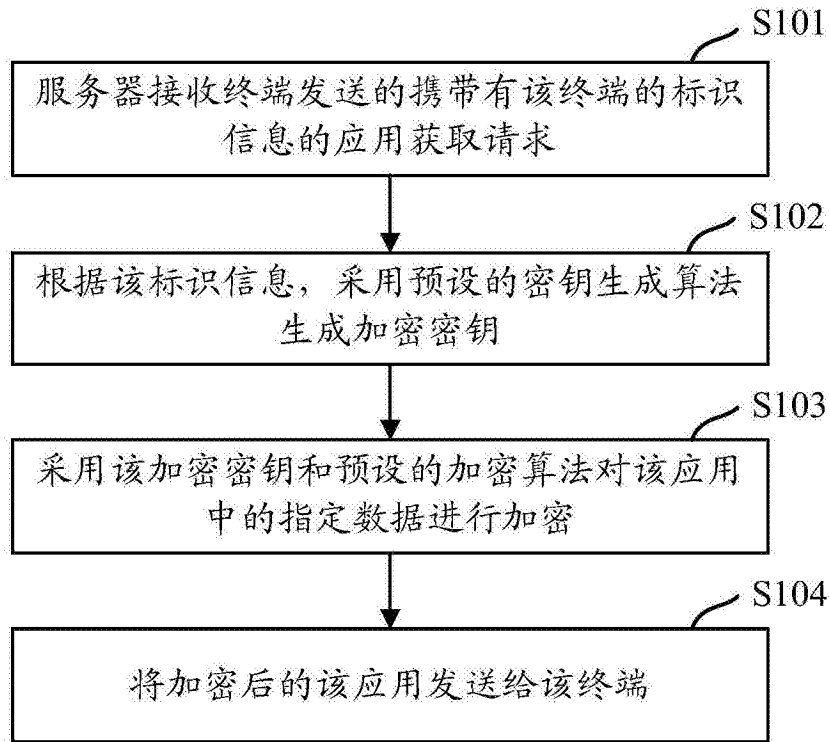 S101
服务器接收终端发送的携带有该终端的标识
信息的应用获取请求
S102
根据该标识信息，采用预设的密钥生成算法
生成加密密钥
S103
采用该加密密钥和预设的加密算法对该应用
中的指定数据进行加密
S104
将加密后的该应用发送给该终端